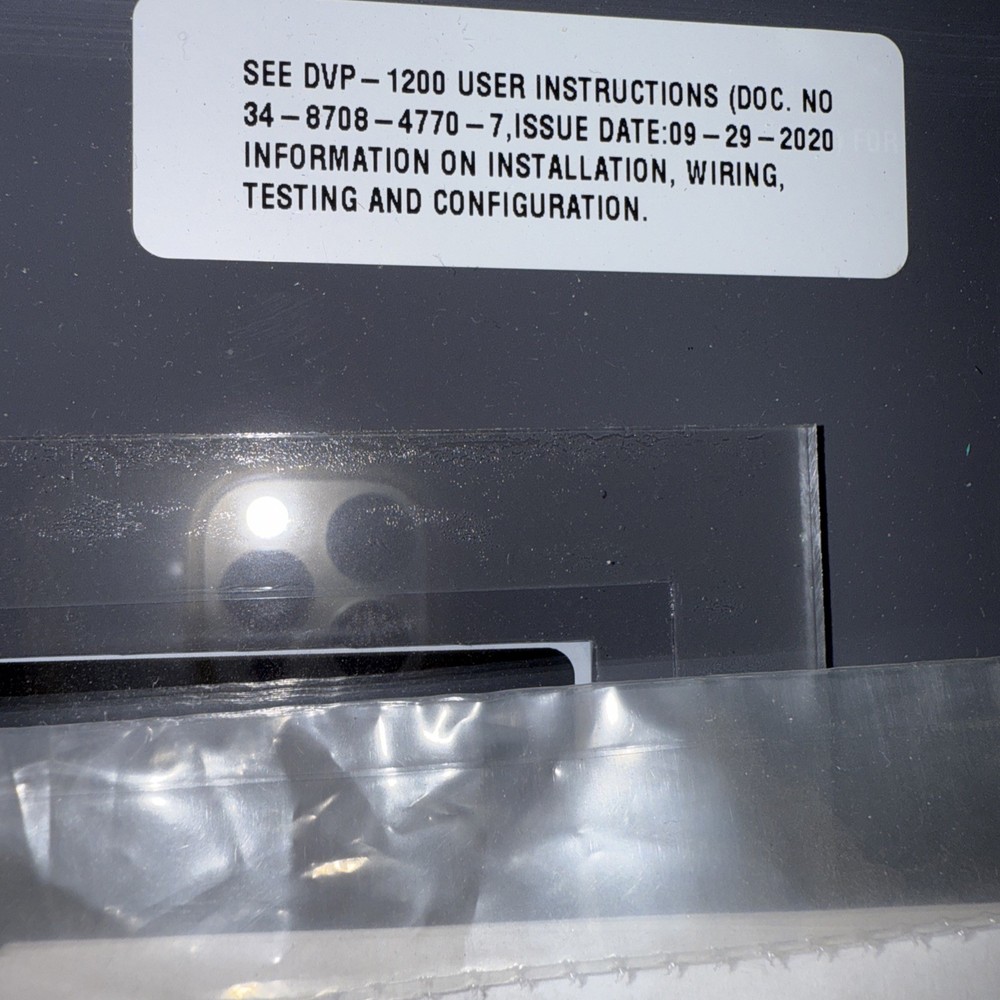 SEE DVP-1200 USER INSTRUCTIONS (DOC. NO
34-8708-4770-7,ISSUE DATE:09-29-2020
INFORMATION ON INSTALLATION, WIRING,
TESTING AND CONFIGURATION.